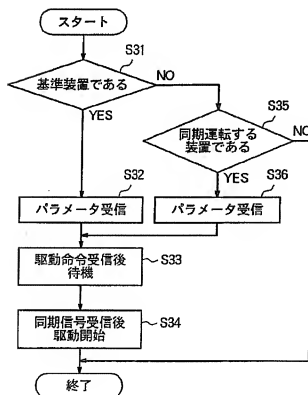 スタート
S31
基準装置である
NO
YES
S35
同期運転する
装置である
NO
YES
S32
パラメータ受信
S36
パラメータ受信
駆動命令受信後
待機
S33
同期信号受信後
駆動開始
S34
終了